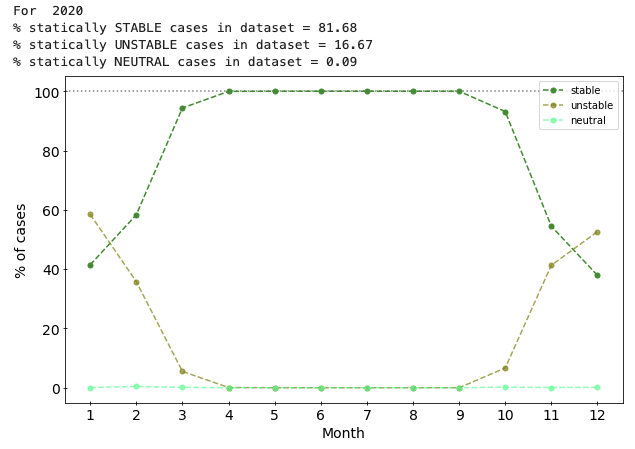 For  2020
% statically STABLE cases in dataset = 81.68
% statically UNSTABLE cases in dataset = 16.67
% statically NEUTRAL cases in dataset = 0.09
100
80
60
40
20
0
% of cases
stable
unstable
neutral
1 2 3 4 5 6 7 8 9 10 11 12
Month